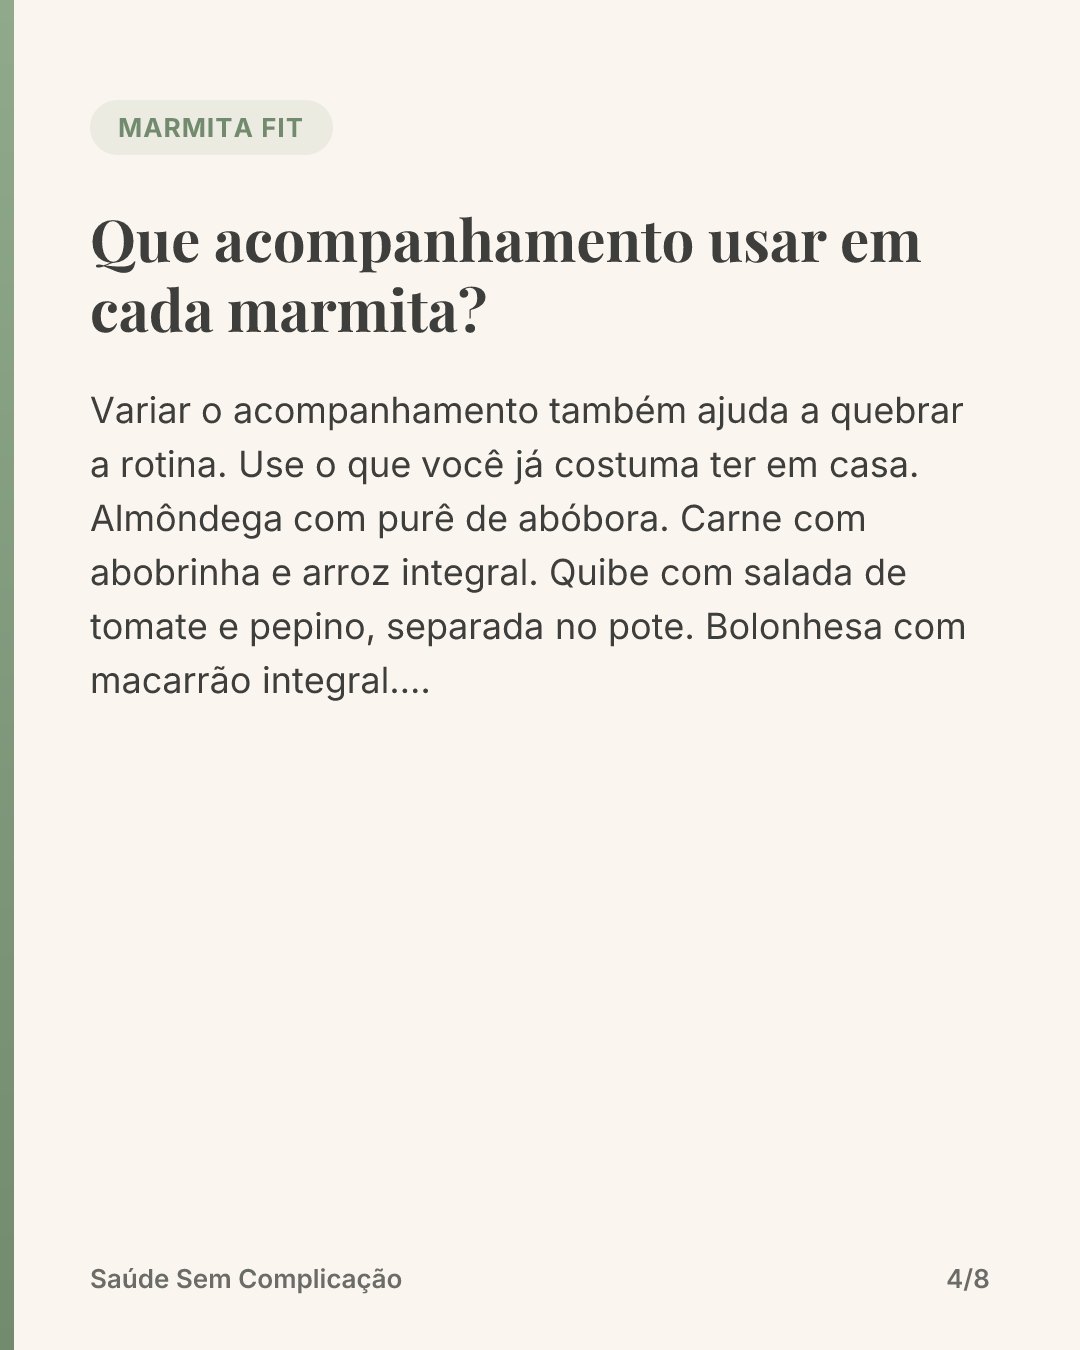 MARMITA FIT
Que acompanhamento usar em
cada marmita?
Variar o acompanhamento também ajuda a quebrar
a rotina. Use o que você já costuma ter em casa.
Almôndega com purê de abóbora. Carne com
abobrinha e arroz integral. Quibe com salada de
tomate e pepino, separada no pote. Bolonhesa com
macarrão integral....
Saúde Sem Complicação
4/8